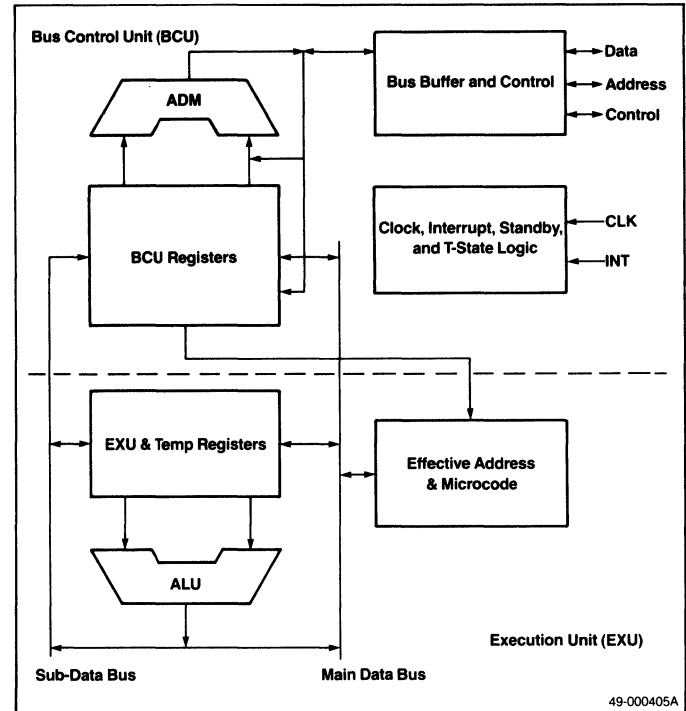 Bus Control Unit (BCU)
ADM
Bus Buffer and Control
Data
Address
Control
BCU Registers
Clock, Interrupt, Standby,
and T-State Logic
CLK
INT
EXU & Temp Registers
Effective Address
& Microcode
ALU
Execution Unit (EXU)
Sub-Data Bus
Main Data Bus
49-000405A